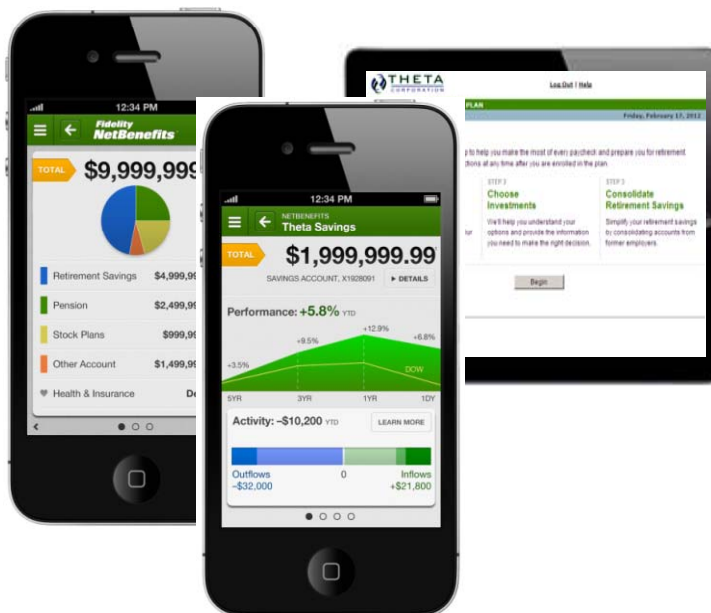 12:34 PM
Fidelity
NetBenefits
TOTAL $9,999,999
Retirement Savings $4,999,9
Pension $2,499,9
Stock Plans $999,9
Other Account $1,499,9
Health & Insurance De
12:34 PM
NETBENEFITS
Theta Savings
TOTAL $1,999,999.99
SAVINGS ACCOUNT, X1928091 DETAILS
Performance: +5.8% YTD
+3.5% +9.5% +12.9% +6.8%
DOW
5YR 3YR 1YR 1DY
Activity: –$10,200 YTD LEARN MORE
Outflows 0 Inflows
–$32,000 +$21,800
THETA
CORPORATION
Log Out | Help
PLAN
Friday, February 17, 2012
p to help you make the most of every paycheck and prepare you for retirement.
ctions at any time after you are enrolled in the plan.
STEP 2
Choose
Investments
We'll help you understand your
options and provide the information
you need to make the right decision.
STEP 3
Consolidate
Retirement Savings
Simplify your retirement savings
by consolidating accounts from
former employers.
our
Begin